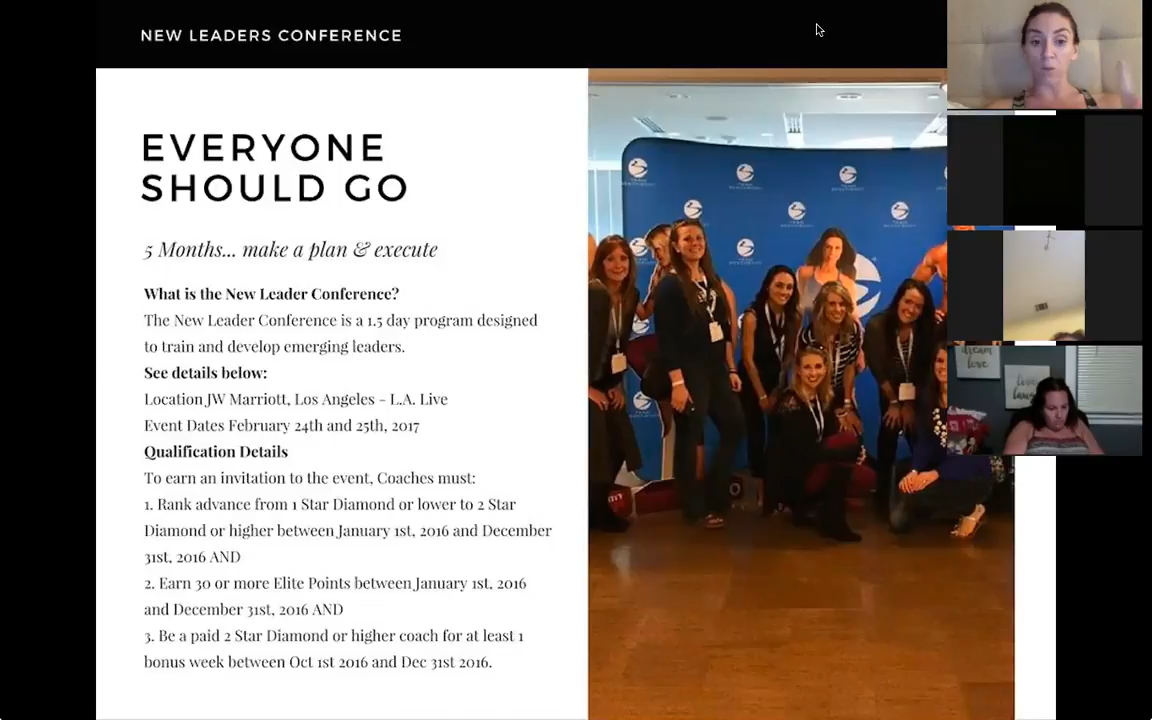 NEW LEADERS CONFERENCE
EVERYONE
SHOULD GO
5 Months... make a plan & execute
What is the New Leader Conference?
The New Leader Conference is a 1.5 day program designed
to train and develop emerging leaders.
See details below:
Location JW Marriott, Los Angeles - L.A. Live
Event Dates February 24th and 25th, 2017
Qualification Details
To earn an invitation to the event, Coaches must:
1. Rank advance from 1 Star Diamond or lower to 2 Star
Diamond or higher between January 1st, 2016 and December
31st, 2016 AND
2. Earn 30 or more Elite Points between January 1st, 2016
and December 31st, 2016 AND
3. Be a paid 2 Star Diamond or higher coach for at least 1
bonus week between Oct 1st 2016 and Dec 31st 2016.
dream
love